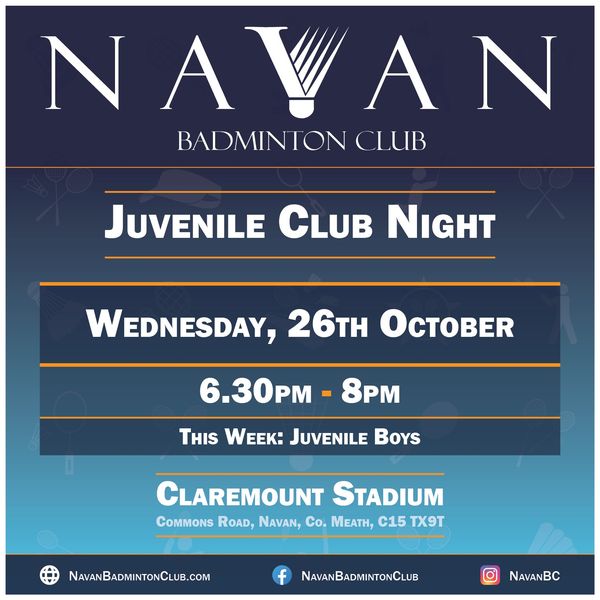 NAVAN
BADMINTON CLUB
JUVENILE CLUB NIGHT
WEDNESDAY, 26TH OCTOBER
6.30PM - 8PM
THIS WEEK: JUVENILE BOYS
CLAREMOUNT STADIUM
COMMONS ROAD, NAVAN, CO. MEATH, C15 TX9T
NAVANBADMINTONCLUB.COM NAVANBADMINTONCLUB NAVANBC